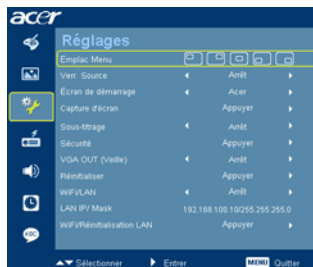 acer
Réglages
Emplac Menu
Verr. Source Arrêt
Écran de démarrage Acer
Capture d'écran Appuyer
Sous-titrage Arrêt
Sécurité Appuyer
VGA OUT (Veille) Arrêt
Réinitialiser Appuyer
WiFi/LAN Arrêt
LAN IP/ Mask 192.168.100.10/255.255.255.0
WiFi/Réinitialisation LAN Appuyer
ABC
Sélectionner Entrer MENU Quitter